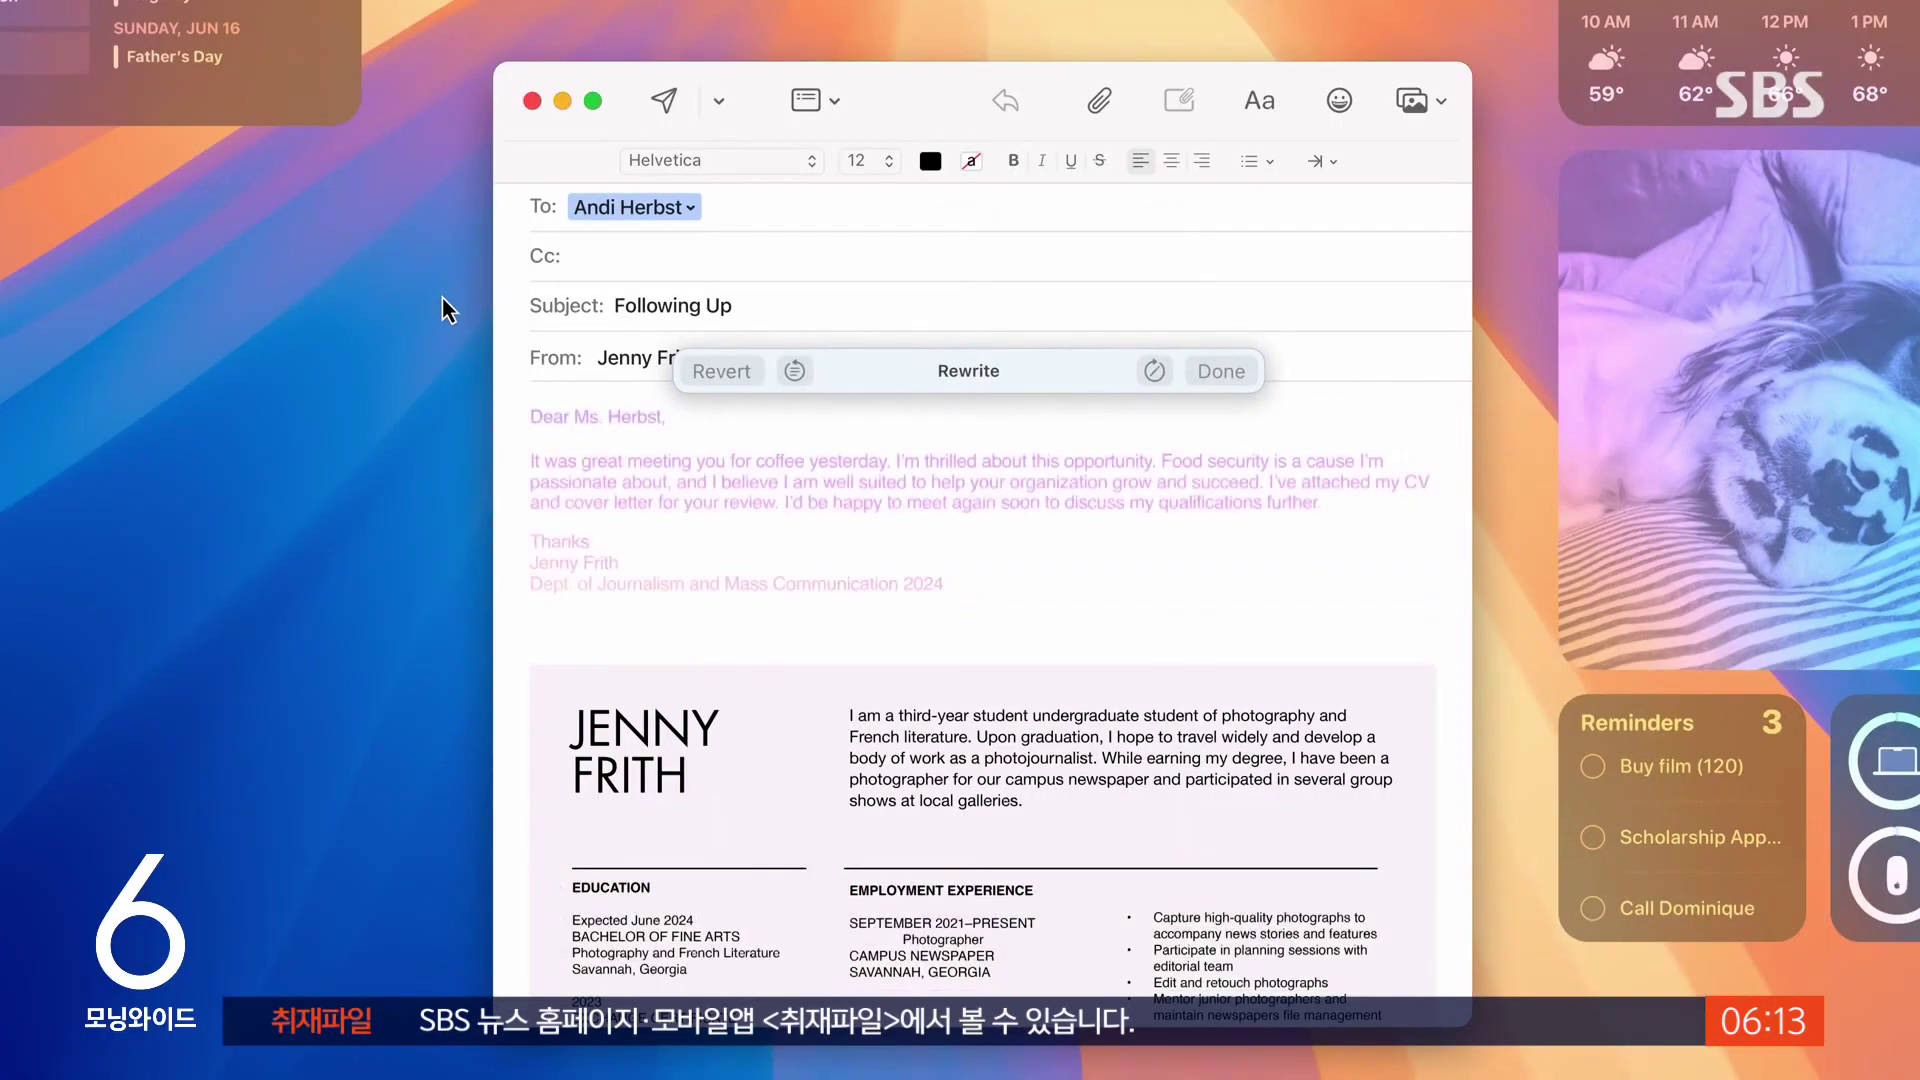 SUNDAY, JUN 16
Father's Day
10 AM 11 AM 12 PM 1 PM
59° 62° 66° 68°
SBS
Aa
Helvetica 12 a B I U S
To: Andi Herbst
Cc:
Subject: Following Up
From: Jenny Fri
Revert Rewrite Done
Dear Ms. Herbst,
It was great meeting you for coffee yesterday. I'm thrilled about this opportunity. Food security is a cause I'm
passionate about, and I believe I am well suited to help your organization grow and succeed. I've attached my CV
and cover letter for your review. I'd be happy to meet again soon to discuss my qualifications further.
Thanks
Jenny Frith
Dept. of Journalism and Mass Communication 2024
JENNY
FRITH
I am a third-year student undergraduate student of photography and
French literature. Upon graduation, I hope to travel widely and develop a
body of work as a photojournalist. While earning my degree, I have been a
photographer for our campus newspaper and participated in several group
shows at local galleries.
EDUCATION
Expected June 2024
BACHELOR OF FINE ARTS
Photography and French Literature
Savannah, Georgia
2023
EMPLOYMENT EXPERIENCE
SEPTEMBER 2021–PRESENT
Photographer
CAMPUS NEWSPAPER
SAVANNAH, GEORGIA
• Capture high-quality photographs to
accompany news stories and features
• Participate in planning sessions with
editorial team
• Edit and retouch photographs
• Mentor junior photographers and
maintain newspapers file management
Reminders 3
Buy film (120)
Scholarship App...
Call Dominique
6
모닝와이드
취재파일 SBS 뉴스 홈페이지·모바일앱 <취재파일>에서 볼 수 있습니다.
06:13